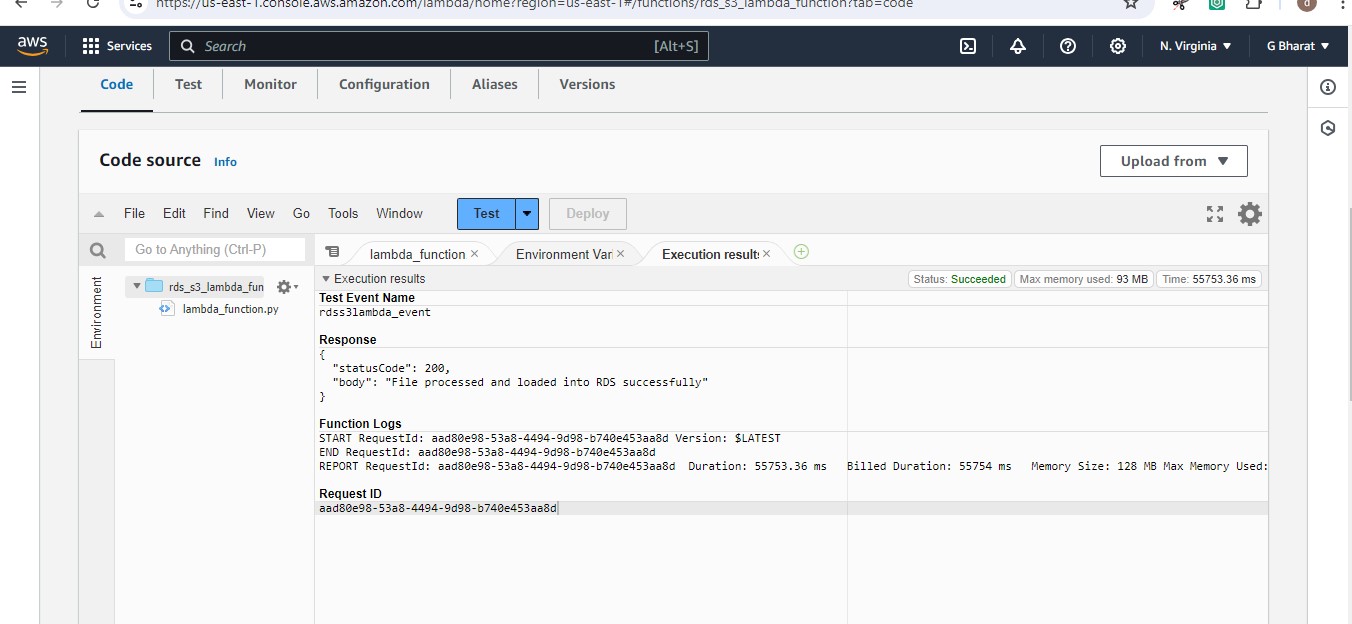 https://us-east-1.console.aws.amazon.com/lambda/home?region=us-east-1#/functions/rds_s3_lambda_function?tab=code
d
aws
Services
Search
[Alt+S]
N. Virginia
G Bharat
Code
Test
Monitor
Configuration
Aliases
Versions
Code source Info
Upload from
File Edit Find View Go Tools Window
Test
Deploy
Go to Anything (Ctrl-P)
lambda_function
Environment Vari
Execution results
Execution results
Status: Succeeded
Max memory used: 93 MB
Time: 55753.36 ms
Environment
rds_s3_lambda_fun
lambda_function.py
Test Event Name
rdss3lambda_event
Response
{
"statusCode": 200,
"body": "File processed and loaded into RDS successfully"
}
Function Logs
START RequestId: aad80e98-53a8-4494-9d98-b740e453aa8d Version: $LATEST
END RequestId: aad80e98-53a8-4494-9d98-b740e453aa8d
REPORT RequestId: aad80e98-53a8-4494-9d98-b740e453aa8d Duration: 55753.36 ms Billed Duration: 55754 ms Memory Size: 128 MB Max Memory Used:
Request ID
aad80e98-53a8-4494-9d98-b740e453aa8d